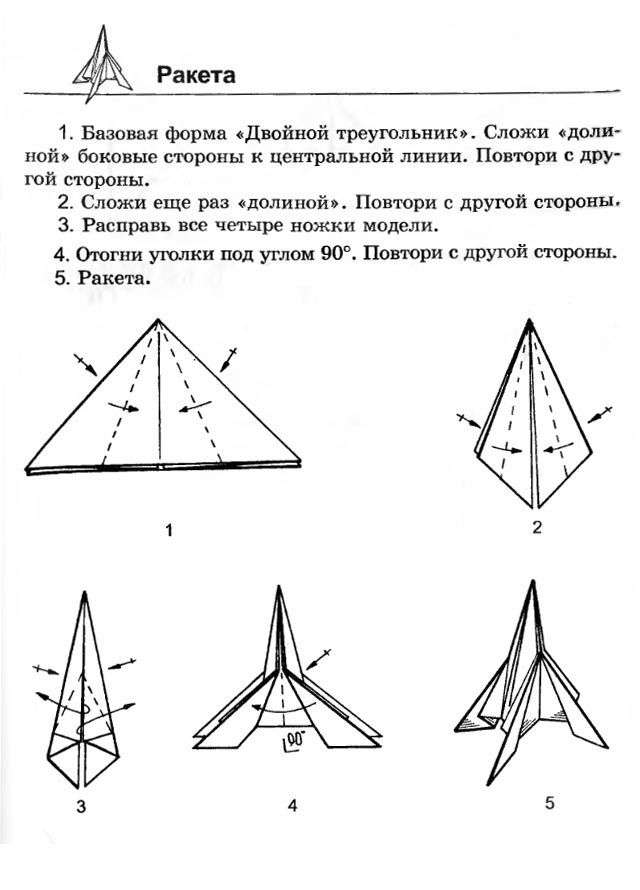 Ракета
1. Базовая форма «Двойной треугольник». Сложи «доли-
ной» боковые стороны к центральной линии. Повтори с дру-
гой стороны.
2. Сложи еще раз «долиной». Повтори с другой стороны.
3. Расправь все четыре ножки модели.
4. Отогни уголки под углом 90°. Повтори с другой стороны.
5. Ракета.
1
2
90°
3
4
5